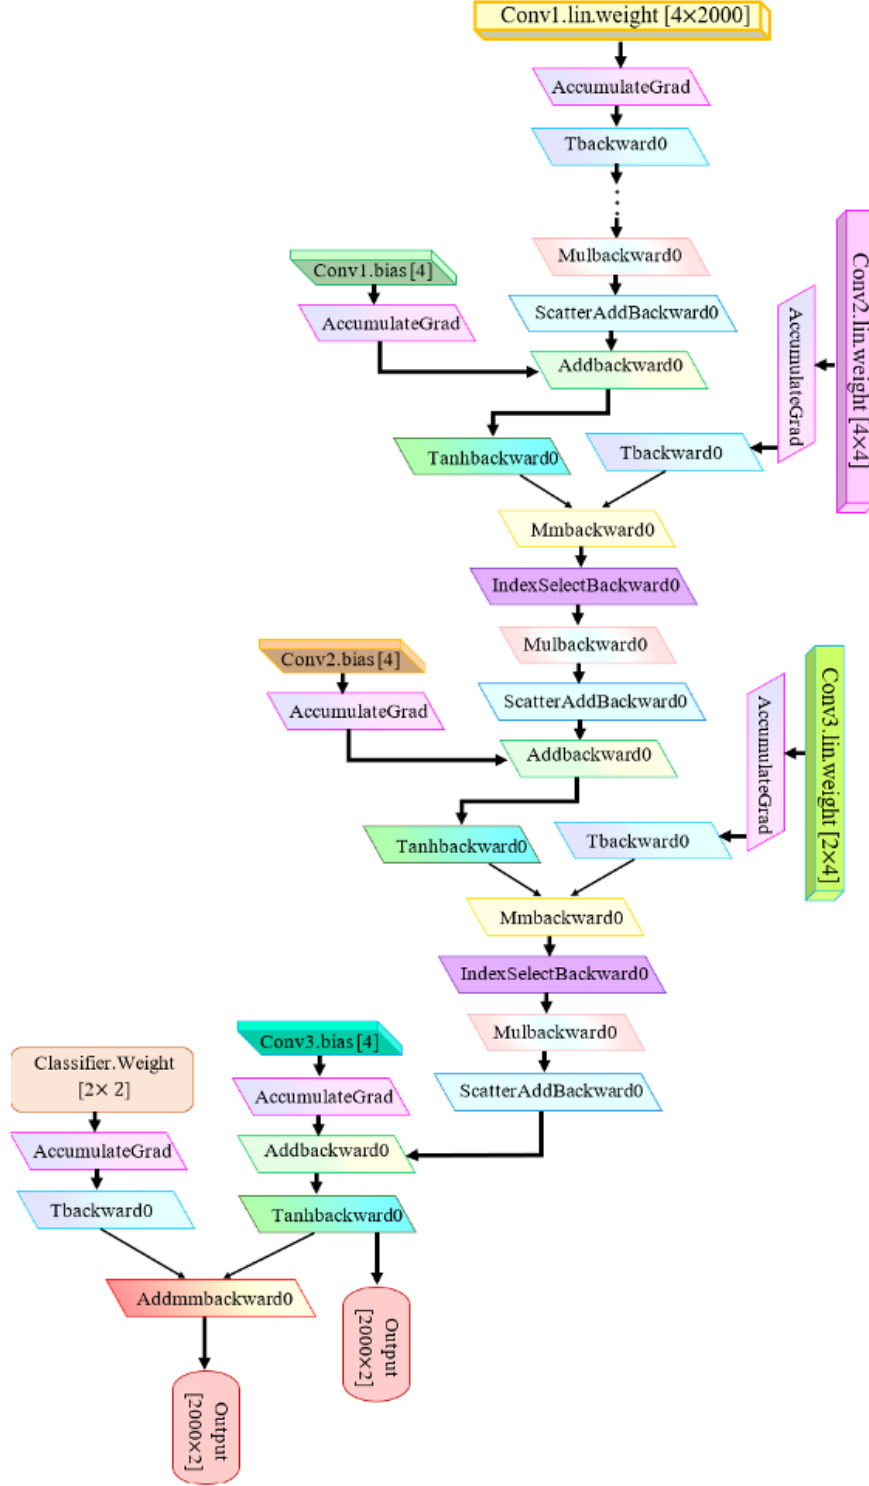 Conv1.lin.weight [4×2000]
AccumulateGrad
Tbackward0
Mulbackward0
Conv1.bias [4]
ScatterAddBackward0
AccumulateGrad
Addbackward0
AccumulateGrad
Conv2.lin.weight [4×4]
Tanhbackward0
Tbackward0
Mmbackward0
IndexSelectBackward0
Mulbackward0
Conv2.bias [4]
ScatterAddBackward0
AccumulateGrad
Addbackward0
AccumulateGrad
Conv3.lin.weight [2×4]
Tanhbackward0
Tbackward0
Mmbackward0
IndexSelectBackward0
Mulbackward0
Conv3.bias [4]
Classifier.Weight
[2× 2]
ScatterAddBackward0
AccumulateGrad
AccumulateGrad
Addbackward0
Tbackward0
Tanhbackward0
Addmmbackward0
Output
[2000×2]
Output
[2000×2]